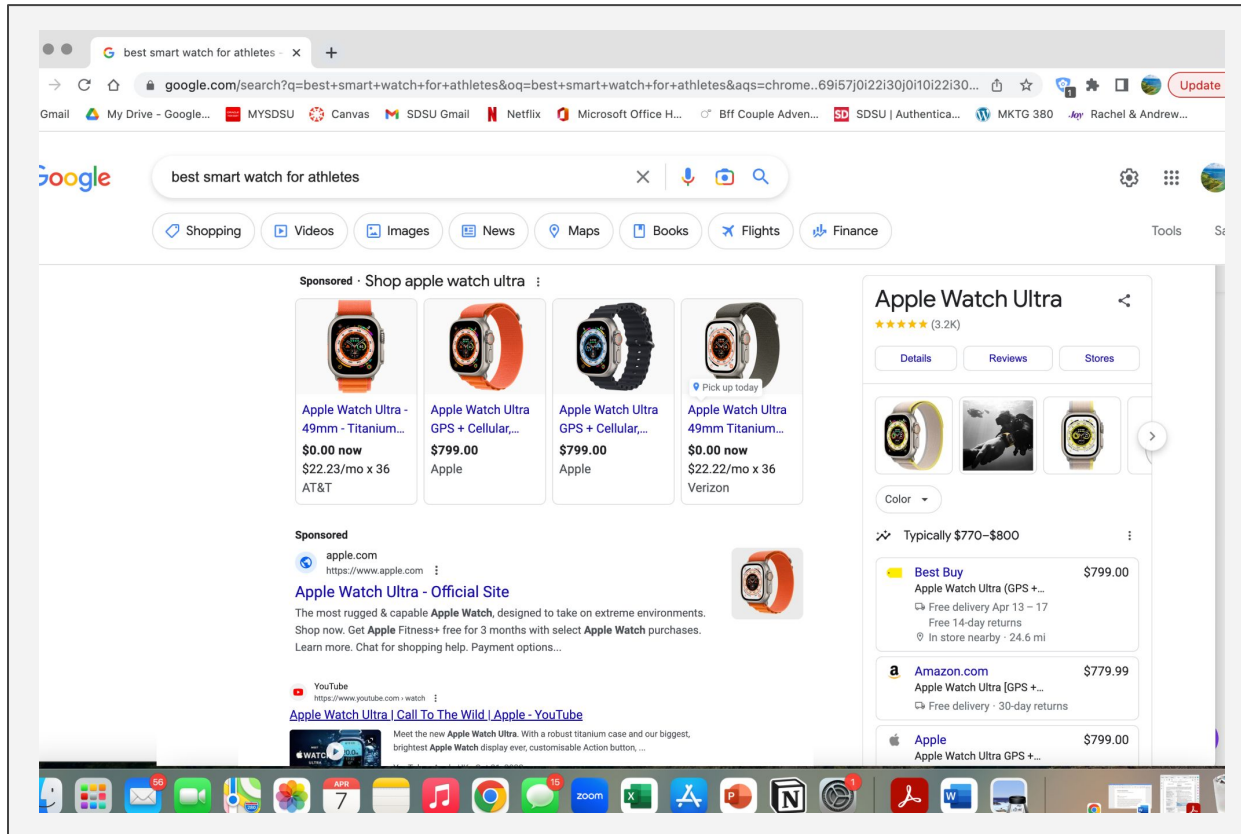 best smart watch for athletes -
google.com/search?q=best+smart+watch+for+athletes&oq=best+smart+watch+for+athletes&aqs=chrome..69i57j0i22i30j0i10i22i30...
1
Update
Gmail
My Drive – Google...
MYSDSU
Canvas
SDSU Gmail
Netflix
Microsoft Office H...
Bff Couple Adven...
SDSU | Authentica...
MKTG 380
Joy
Rachel & Andrew...
Google
best smart watch for athletes
Shopping
Videos
Images
News
Maps
Books
Flights
Finance
Tools
Sponsored · Shop apple watch ultra
Pick up today
Apple Watch Ultra - 
49mm - Titanium...
$0.00 now
$22.23/mo x 36
AT&T
Apple Watch Ultra
GPS + Cellular,...
$799.00
Apple
Apple Watch Ultra
GPS + Cellular,...
$799.00
Apple
Apple Watch Ultra
49mm Titanium...
$0.00 now
$22.22/mo x 36
Verizon
Sponsored
apple.com
https://www.apple.com
Apple Watch Ultra - Official Site
The most rugged & capable Apple Watch, designed to take on extreme environments.
Shop now. Get Apple Fitness+ free for 3 months with select Apple Watch purchases.
Learn more. Chat for shopping help. Payment options...
YouTube
https://www.youtube.com › watch
Apple Watch Ultra | Call To The Wild | Apple - YouTube
Meet the new Apple Watch Ultra. With a robust titanium case and our biggest,
brightest Apple Watch display ever, customisable Action button, ...
Apple Watch Ultra
(3.2K)
Details
Reviews
Stores
Color
Typically $770–$800
Best Buy $799.00
Apple Watch Ultra (GPS +...
Free delivery Apr 13 – 17
Free 14-day returns
In store nearby · 24.6 mi
Amazon.com $779.99
Apple Watch Ultra [GPS +...
Free delivery · 30-day returns
Apple $799.00
Apple Watch Ultra GPS +...
56
APR
7
15
zoom
1